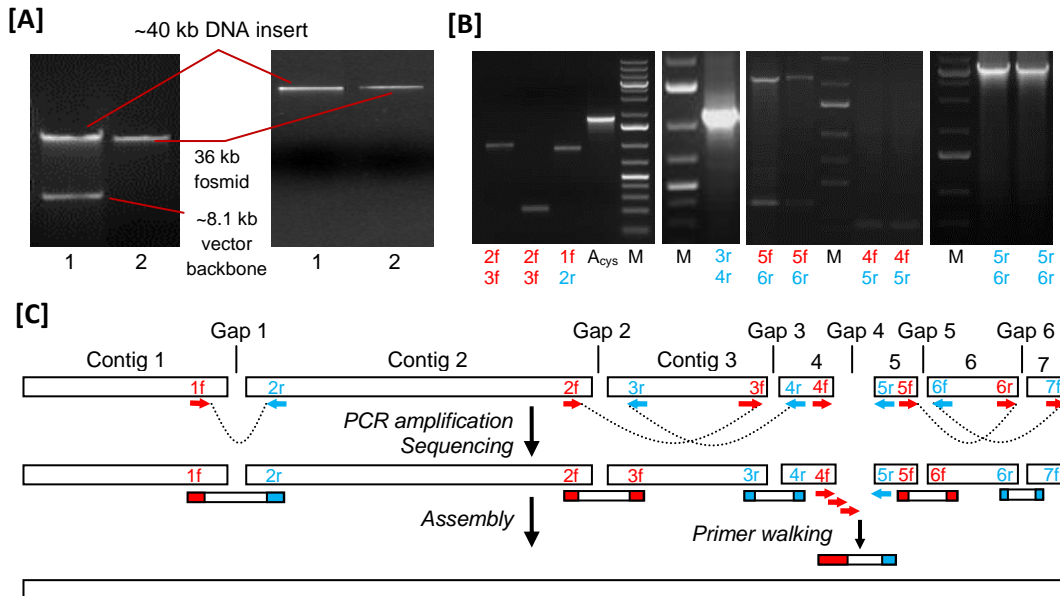 [A]
~40 kb DNA insert
36 kb
fosmid
~8.1 kb
vector
backbone
1 2
1 2
[B]
2f 2f 1f Acys M
3f 3f 2r
M 3r
4r
5f 5f M 4f 4f
6r 6r 5r 5r
M 5r 5r
6r 6r
[C]
Gap 1 Gap 2 Gap 3 Gap 4 Gap 5 Gap 6
Contig 1 Contig 2 Contig 3 4 5 6 7
1f 2r 2f 3r 3f 4r 4f 5r 5f 6f 6r 7f
PCR amplification
Sequencing
1f 2r 2f 3f 3r 4r 4f 5r 5f 6f 6r 7f
Assembly
Primer walking